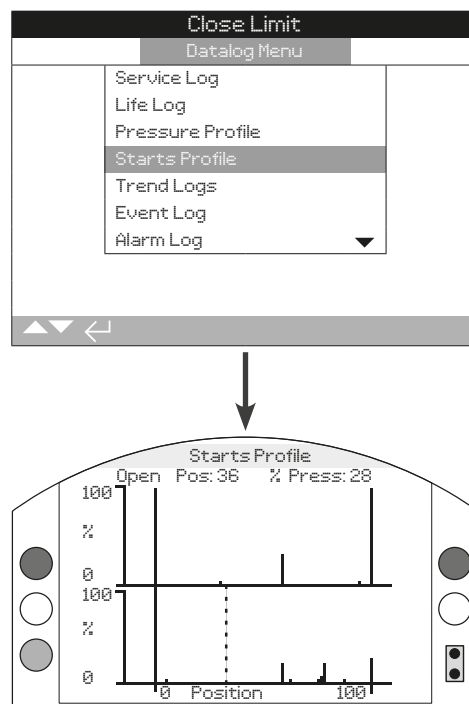 Close Limit
Datalog Menu
Service Log
Life Log
Pressure Profile
Starts Profile
Trend Logs
Event Log
Alarm Log
Starts Profile
Open Pos: 36 % Press: 28
100
%
0
100
%
0
0 Position 100